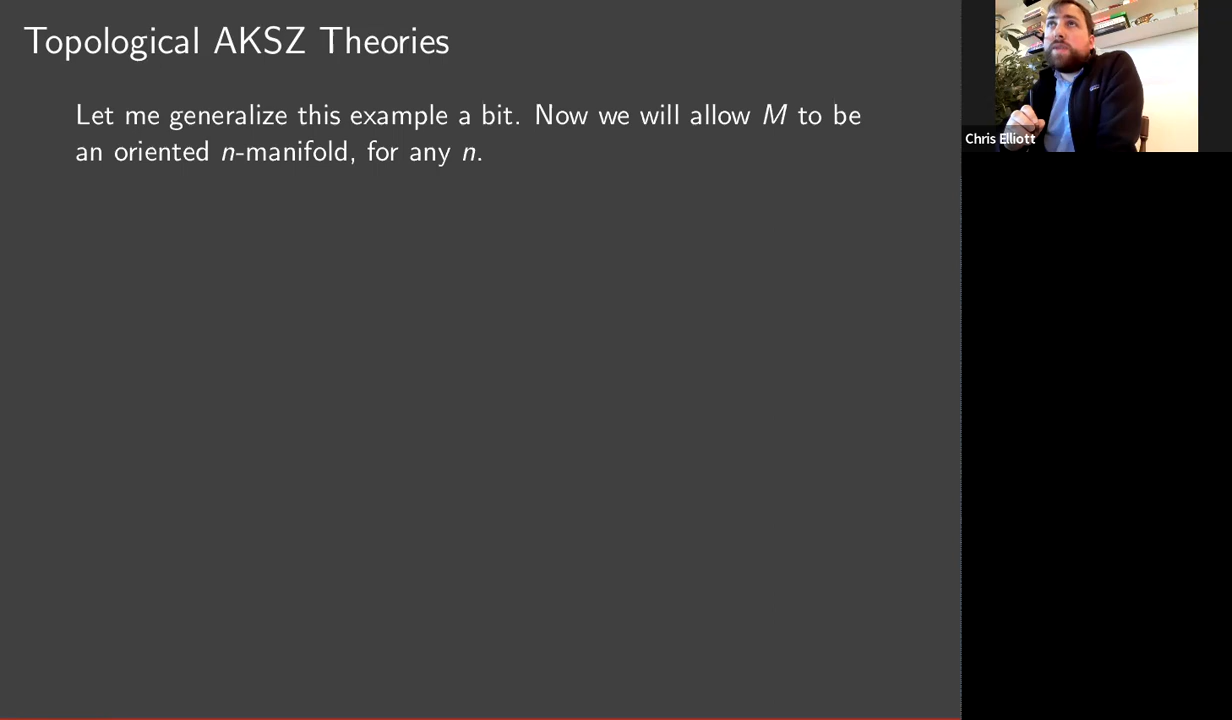 Topological AKSZ Theories
Let me generalize this example a bit. Now we will allow M to be
an oriented n-manifold, for any n.
Chris Elliott